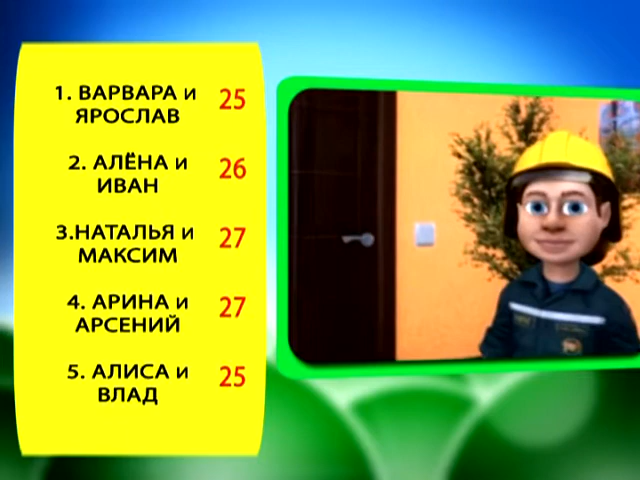 1. ВАРВАРА и 25
ЯРОСЛАВ
2. АЛЁНА и 26
ИВАН
3.НАТАЛЬЯ и 27
МАКСИМ
4. АРИНА и 27
АРСЕНИЙ
5. АЛИСА и 25
ВЛАД